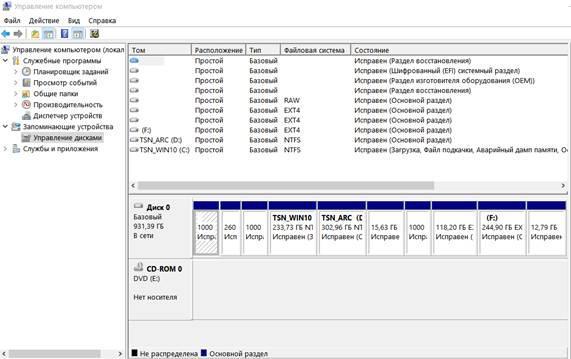 Управление компьютером
Файл Действие Вид Справка
Управление компьютером (локал
Служебные программы
Планировщик заданий
Просмотр событий
Общие папки
Производительность
Диспетчер устройств
Запоминающие устройства
Управление дисками
Службы и приложения
Том Расположение Тип Файловая система Состояние
Простой Базовый Исправен (Раздел восстановления)
Простой Базовый Исправен (Шифрованный (EFI) системный раздел)
Простой Базовый Исправен (Раздел изготовителя оборудования (OEM))
Простой Базовый Исправен (Раздел восстановления)
Простой Базовый RAW Исправен (Основной раздел)
Простой Базовый EXT4 Исправен (Основной раздел)
Простой Базовый EXT4 Исправен (Основной раздел)
(F:) Простой Базовый EXT4 Исправен (Основной раздел)
TSN_ARC (D:) Простой Базовый NTFS Исправен (Основной раздел)
TSN_WIN10 (C:) Простой Базовый NTFS Исправен (Загрузка, Файл подкачки, Аварийный дамп памяти, Ос
Диск 0
Базовый
931,39 ГБ
В сети
1000
Испра
260
Исп
1000
Испр
TSN_WIN10
233,73 ГБ NT
Исправен (З
TSN_ARC (D
302,96 ГБ NT
Исправен (С
15,63 ГБ
Исправе
1000
Испр
118,20 ГБ E
Исправен (
(F:)
244,90 ГБ EX
Исправен (С
12,79 ГБ
Исправе
CD-ROM 0
DVD (E:)
Нет носителя
Не распределена Основной раздел